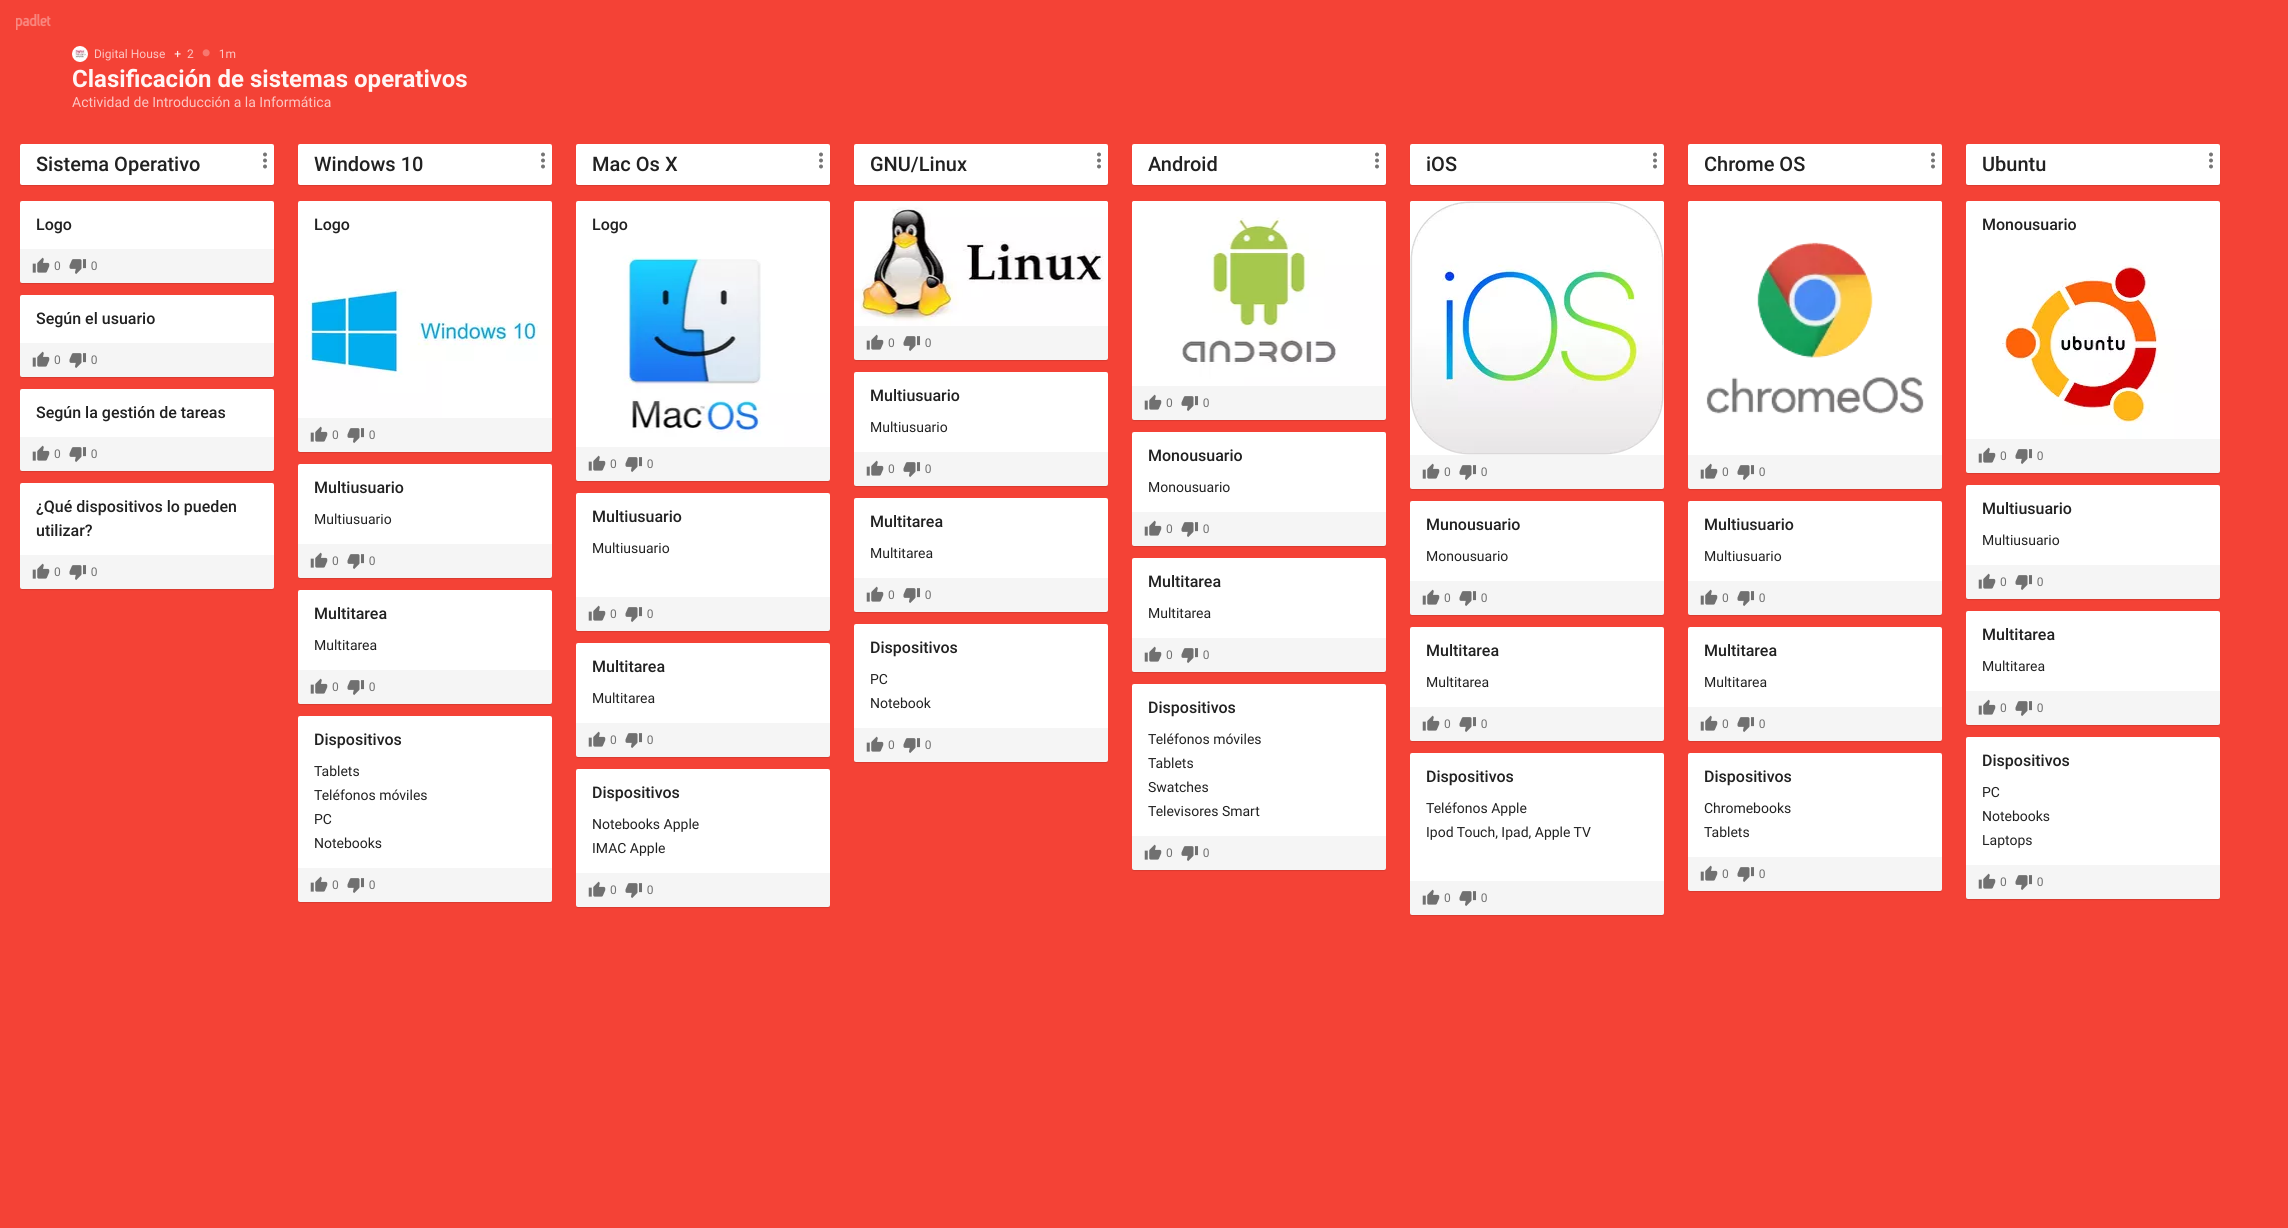 padlet
Digital House + 2 1m
Clasificación de sistemas operativos
Actividad de Introducción a la Informática
Sistema Operativo
Logo
0 0
Según el usuario
0 0
Según la gestión de tareas
0 0
¿Qué dispositivos lo pueden
utilizar?
0 0
Windows 10
Logo
Windows 10
0 0
Multiusuario
Multiusuario
0 0
Multitarea
Multitarea
0 0
Dispositivos
Tablets
Teléfonos móviles
PC
Notebooks
0 0
Mac Os X
Logo
Mac OS
0 0
Multiusuario
Multiusuario
0 0
Multitarea
Multitarea
0 0
Dispositivos
Notebooks Apple
IMAC Apple
0 0
GNU/Linux
Linux
0 0
Multiusuario
Multiusuario
0 0
Multitarea
Multitarea
0 0
Dispositivos
PC
Notebook
0 0
Android
ANDROID
0 0
Monousuario
Monousuario
0 0
Multitarea
Multitarea
0 0
Dispositivos
Teléfonos móviles
Tablets
Swatches
Televisores Smart
0 0
iOS
iOS
0 0
Munousuario
Monousuario
0 0
Multitarea
Multitarea
0 0
Dispositivos
Teléfonos Apple
Ipod Touch, Ipad, Apple TV
0 0
Chrome OS
chromeOS
0 0
Multiusuario
Multiusuario
0 0
Multitarea
Multitarea
0 0
Dispositivos
Chromebooks
Tablets
0 0
Ubuntu
Monousuario
ubuntu
0 0
Multiusuario
Multiusuario
0 0
Multitarea
Multitarea
0 0
Dispositivos
PC
Notebooks
Laptops
0 0